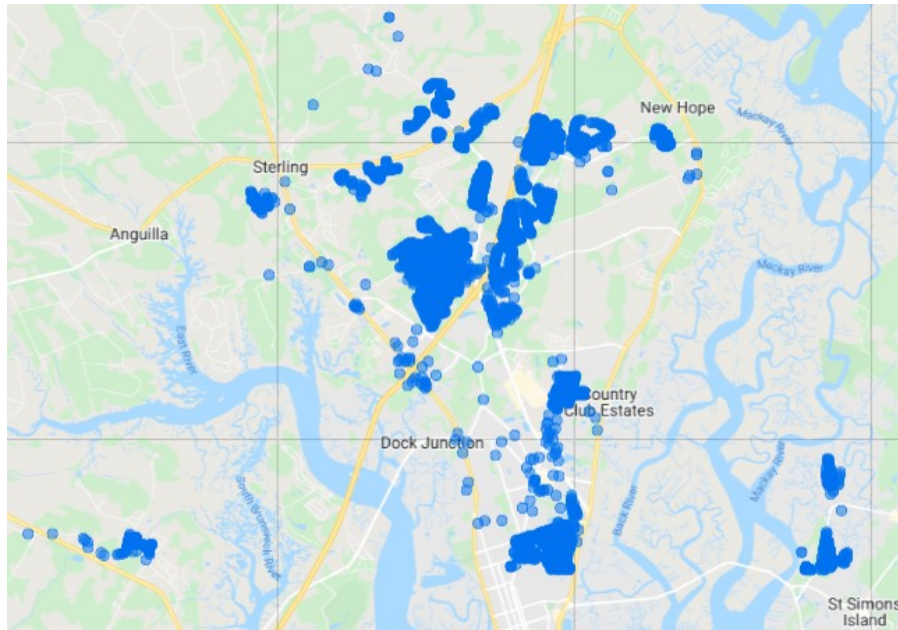 New Hope
Mackay River
Sterling
Anguilla
Mackay River
East River
Country
Club Estates
Dock Junction
Mackay River
South Brunswick River
Back River
St Simons
Island